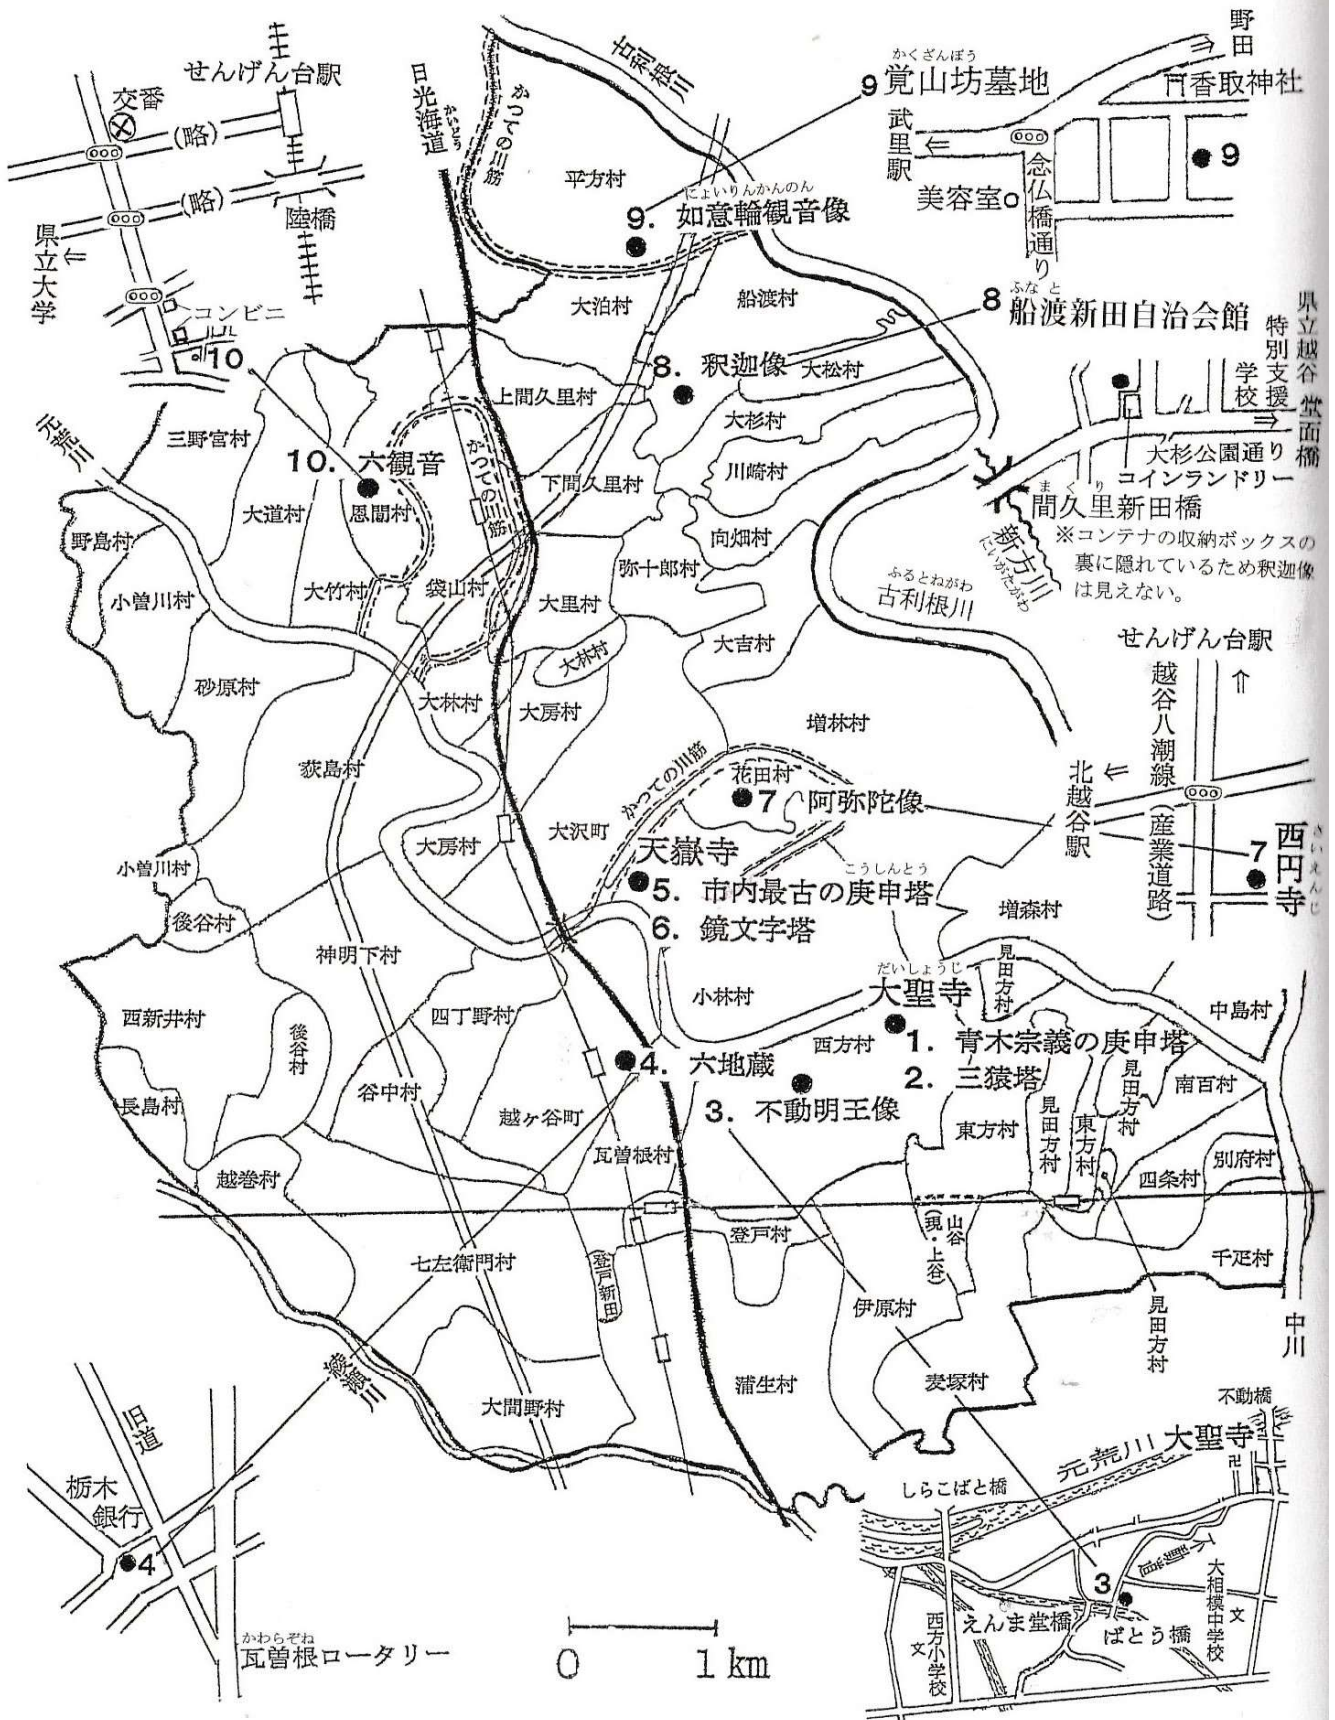 せんげん台駅
交番
(略)
(略)
陸橋
県立大学
⇐
コンビニ
10
日光海道
かいどう
古利根川
かつての川筋
平方村
かくざんぼう
9 覚山坊墓地
野田
香取神社
武里駅
⇐
9
美容室
念仏橋通り
にょいりんかんのん
9. 如意輪観音像
大泊村
船渡村
ふなと
8 船渡新田自治会館
県立越谷特別支援学校
堂面橋
大杉公園通り
コインランドリー
まくり
間久里新田橋
新方川
にいがたがわ
※コンテナの収納ボックスの
裏に隠れているため釈迦像
は見えない。
8. 釈迦像
大松村
上間久里村
大杉村
元荒川
三野宮村
10. 六観音
かつての川筋
下間久里村
川崎村
大道村
恩間村
野島村
向畑村
弥十郎村
小曽川村
大竹村
袋山村
大里村
ふるとねがわ
古利根川
大林村
大吉村
せんげん台駅
砂原村
大林村
大房村
増林村
越谷八潮線(産業道路)
荻島村
かつての川筋
花田村
7 阿弥陀像
北越谷駅
⇐
7
さいえんじ
西円寺
大房村
大沢町
天嶽寺
こうしんとう
5. 市内最古の庚申塔
6. 鏡文字塔
小曽川村
後谷村
増森村
神明下村
だいしょうじ
大聖寺
見田方村
小林村
中島村
西新井村
後谷村
四丁野村
西方村
1. 青木宗義の庚申塔
2. 三猿塔
4. 六地蔵
3. 不動明王像
見田方村
南百村
長島村
谷中村
越ヶ谷町
東方村
見田方村
東方村
瓦曽根村
別府村
四条村
越巻村
登戸村
山谷
(現・上谷)
千疋村
七左衛門村
登戸新田
伊原村
見田方村
中川
綾瀬川
蒲生村
麦塚村
大間野村
旧道
栃木
銀行
4
かわらぞね
瓦曽根ロータリー
0 1km
不動橋
元荒川
大聖寺
しらこばと橋
不動道
3
大相模中学校
文
えんま堂橋
ばとう橋
西方小学校
文